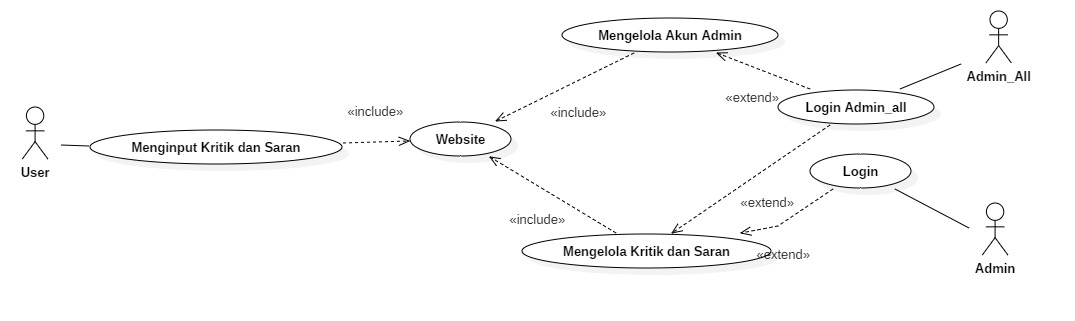 Mengelola Akun Admin
Admin_All
«extend»
Login Admin_all
«include»
«include»
Menginput Kritik dan Saran
Website
User
Login
«extend»
«include»
Mengelola Kritik dan Saran
«extend»
Admin